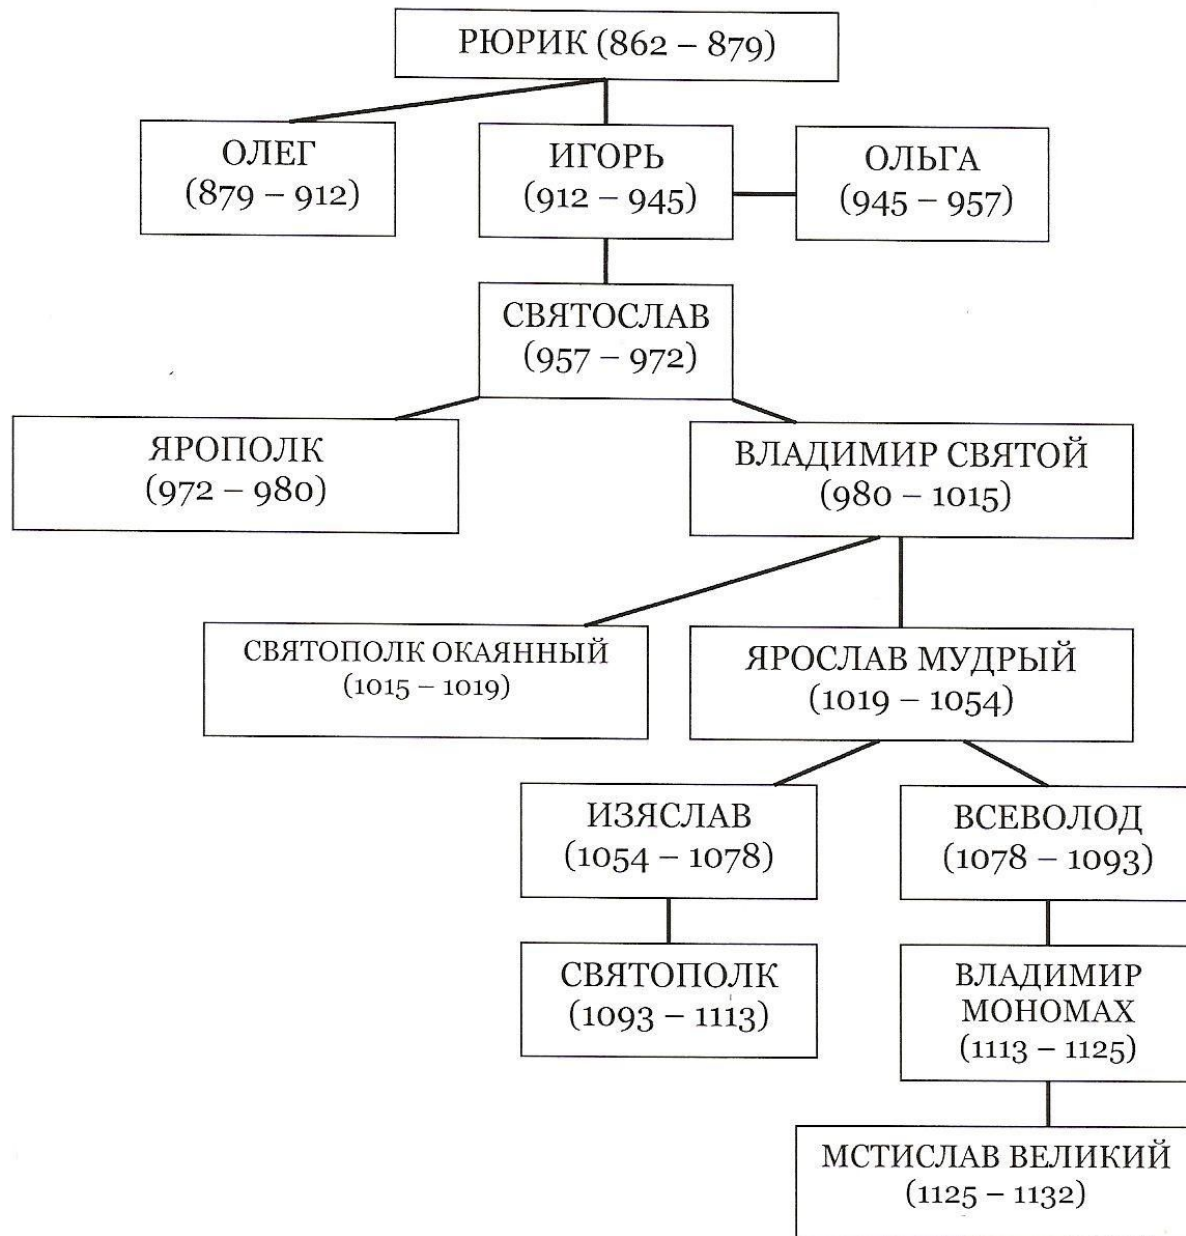 РЮРИК (862 – 879)
ОЛЕГ
(879 – 912)
ИГОРЬ
(912 – 945)
ОЛЬГА
(945 – 957)
СВЯТОСЛАВ
(957 – 972)
ЯРОПОЛК
(972 – 980)
ВЛАДИМИР СВЯТОЙ
(980 – 1015)
СВЯТОПОЛК ОКАЯННЫЙ
(1015 – 1019)
ЯРОСЛАВ МУДРЫЙ
(1019 – 1054)
ИЗЯСЛАВ
(1054 – 1078)
ВСЕВОЛОД
(1078 – 1093)
СВЯТОПОЛК
(1093 – 1113)
ВЛАДИМИР
МОНОМАХ
(1113 – 1125)
МСТИСЛАВ ВЕЛИКИЙ
(1125 – 1132)